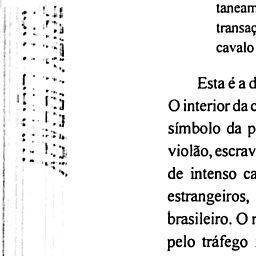 taneam
transaç
cavalo
Esta é a d
O interior da c
símbolo da p
violão, escrav
de intenso ca
estrangeiros,
brasileiro. O r
pelo tráfego